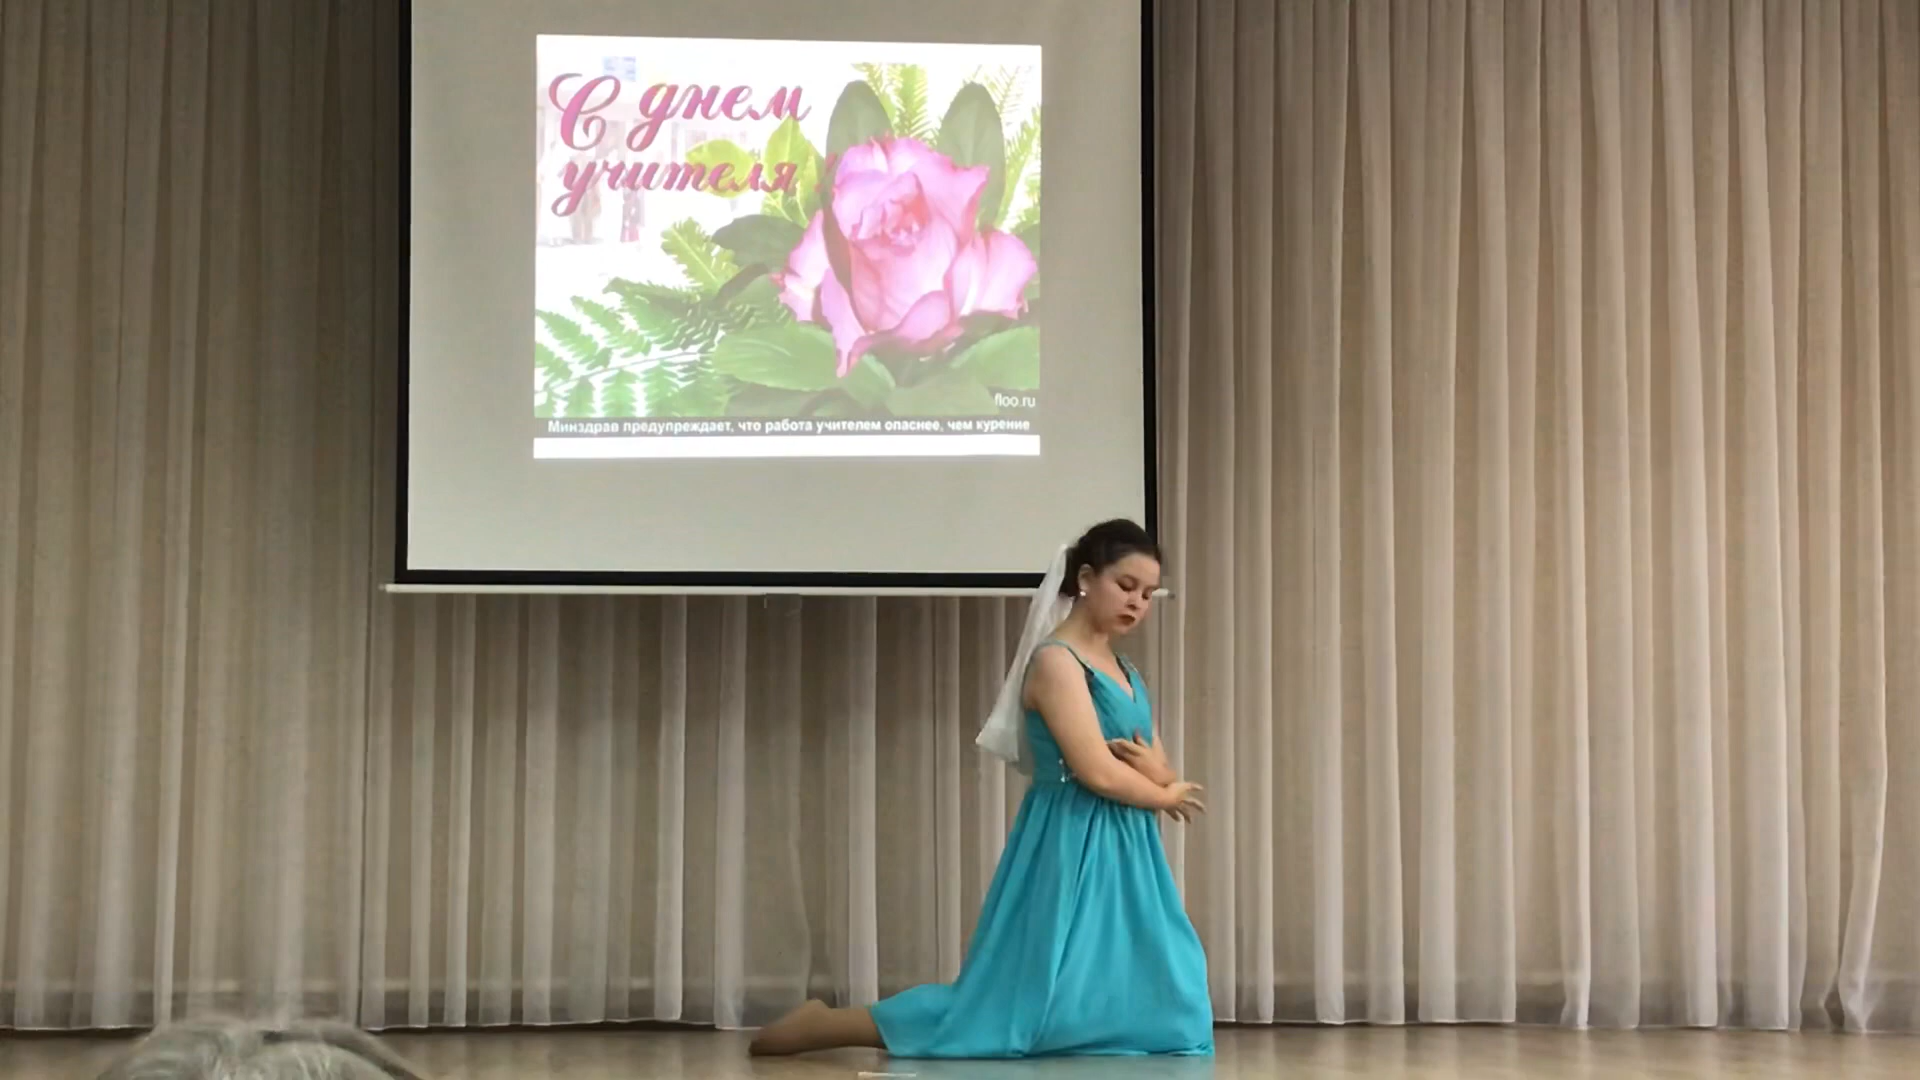 С днем
учителя !
floo.ru
Минздрав предупреждает, что работа учителем опаснее, чем курение